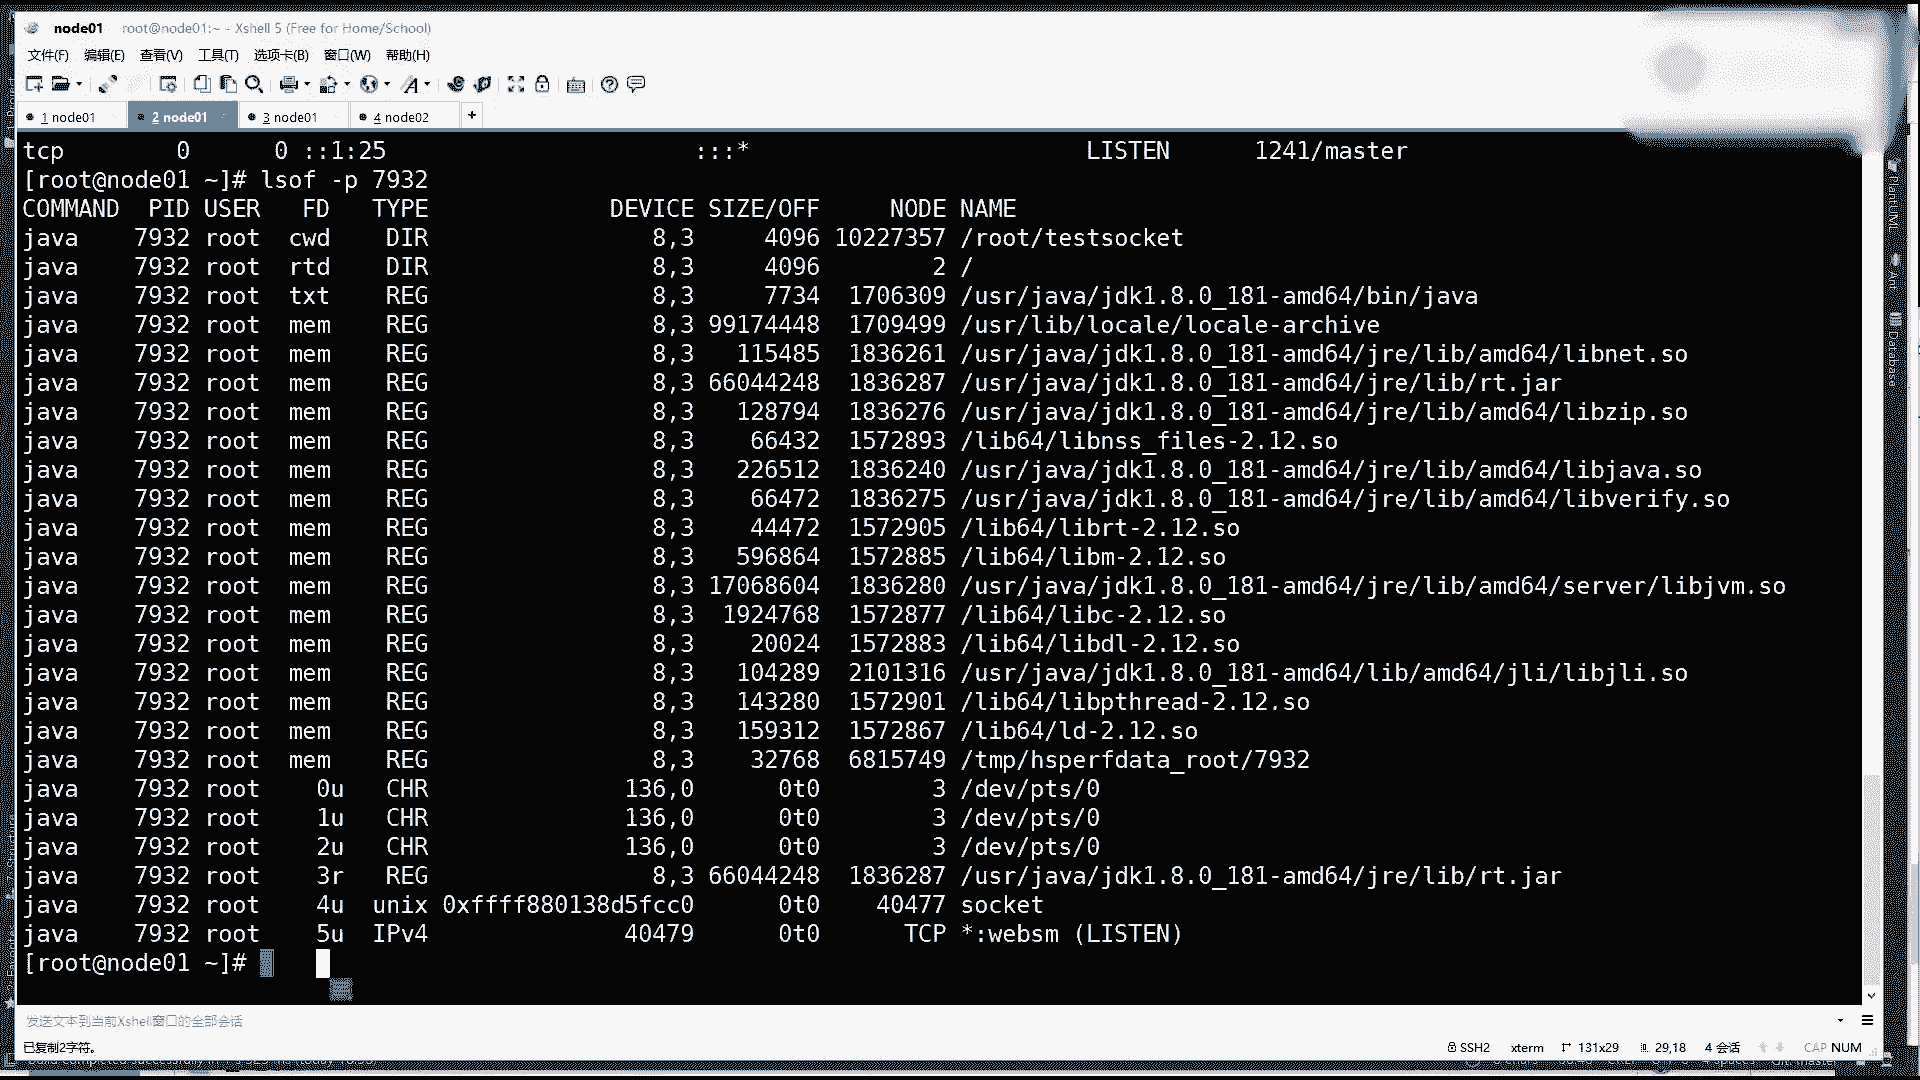 node01 root@node01:~ - Xshell 5 (Free for Home/School)
文件(F) 编辑(E) 查看(V) 工具(T) 选项卡(B) 窗口(W) 帮助(H)
1 node01 2 node01 3 node01 4 node02 +
tcp 0 0 ::1:25 :::* LISTEN 1241/master
[root@node01 ~]# lsof -p 7932
COMMAND PID USER FD TYPE DEVICE SIZE/OFF NODE NAME
java 7932 root cwd DIR 8,3 4096 10227357 /root/testsocket
java 7932 root rtd DIR 8,3 4096 2 /
java 7932 root txt REG 8,3 7734 1706309 /usr/java/jdk1.8.0_181-amd64/bin/java
java 7932 root mem REG 8,3 99174448 1709499 /usr/lib/locale/locale-archive
java 7932 root mem REG 8,3 115485 1836261 /usr/java/jdk1.8.0_181-amd64/jre/lib/amd64/libnet.so
java 7932 root mem REG 8,3 66044248 1836287 /usr/java/jdk1.8.0_181-amd64/jre/lib/rt.jar
java 7932 root mem REG 8,3 128794 1836276 /usr/java/jdk1.8.0_181-amd64/jre/lib/amd64/libzip.so
java 7932 root mem REG 8,3 66432 1572893 /lib64/libnss_files-2.12.so
java 7932 root mem REG 8,3 226512 1836240 /usr/java/jdk1.8.0_181-amd64/jre/lib/amd64/libjava.so
java 7932 root mem REG 8,3 66472 1836275 /usr/java/jdk1.8.0_181-amd64/jre/lib/amd64/libverify.so
java 7932 root mem REG 8,3 44472 1572905 /lib64/librt-2.12.so
java 7932 root mem REG 8,3 596864 1572885 /lib64/libm-2.12.so
java 7932 root mem REG 8,3 17068604 1836280 /usr/java/jdk1.8.0_181-amd64/jre/lib/amd64/server/libjvm.so
java 7932 root mem REG 8,3 1924768 1572877 /lib64/libc-2.12.so
java 7932 root mem REG 8,3 20024 1572883 /lib64/libdl-2.12.so
java 7932 root mem REG 8,3 104289 2101316 /usr/java/jdk1.8.0_181-amd64/lib/amd64/jli/libjli.so
java 7932 root mem REG 8,3 143280 1572901 /lib64/libpthread-2.12.so
java 7932 root mem REG 8,3 159312 1572867 /lib64/ld-2.12.so
java 7932 root mem REG 8,3 32768 6815749 /tmp/hsperfdata_root/7932
java 7932 root 0u CHR 136,0 0t0 3 /dev/pts/0
java 7932 root 1u CHR 136,0 0t0 3 /dev/pts/0
java 7932 root 2u CHR 136,0 0t0 3 /dev/pts/0
java 7932 root 3r REG 8,3 66044248 1836287 /usr/java/jdk1.8.0_181-amd64/jre/lib/rt.jar
java 7932 root 4u unix 0xffff880138d5fcc0 0t0 40477 socket
java 7932 root 5u IPv4 40479 0t0 TCP *:websm (LISTEN)
[root@node01 ~]#
发送文本到当前Xshell窗口的全部会话
已复制2字符。 SSH2 xterm 131x29 29,18 4 会话 CAP NUM
PlantUML
Ant
Database